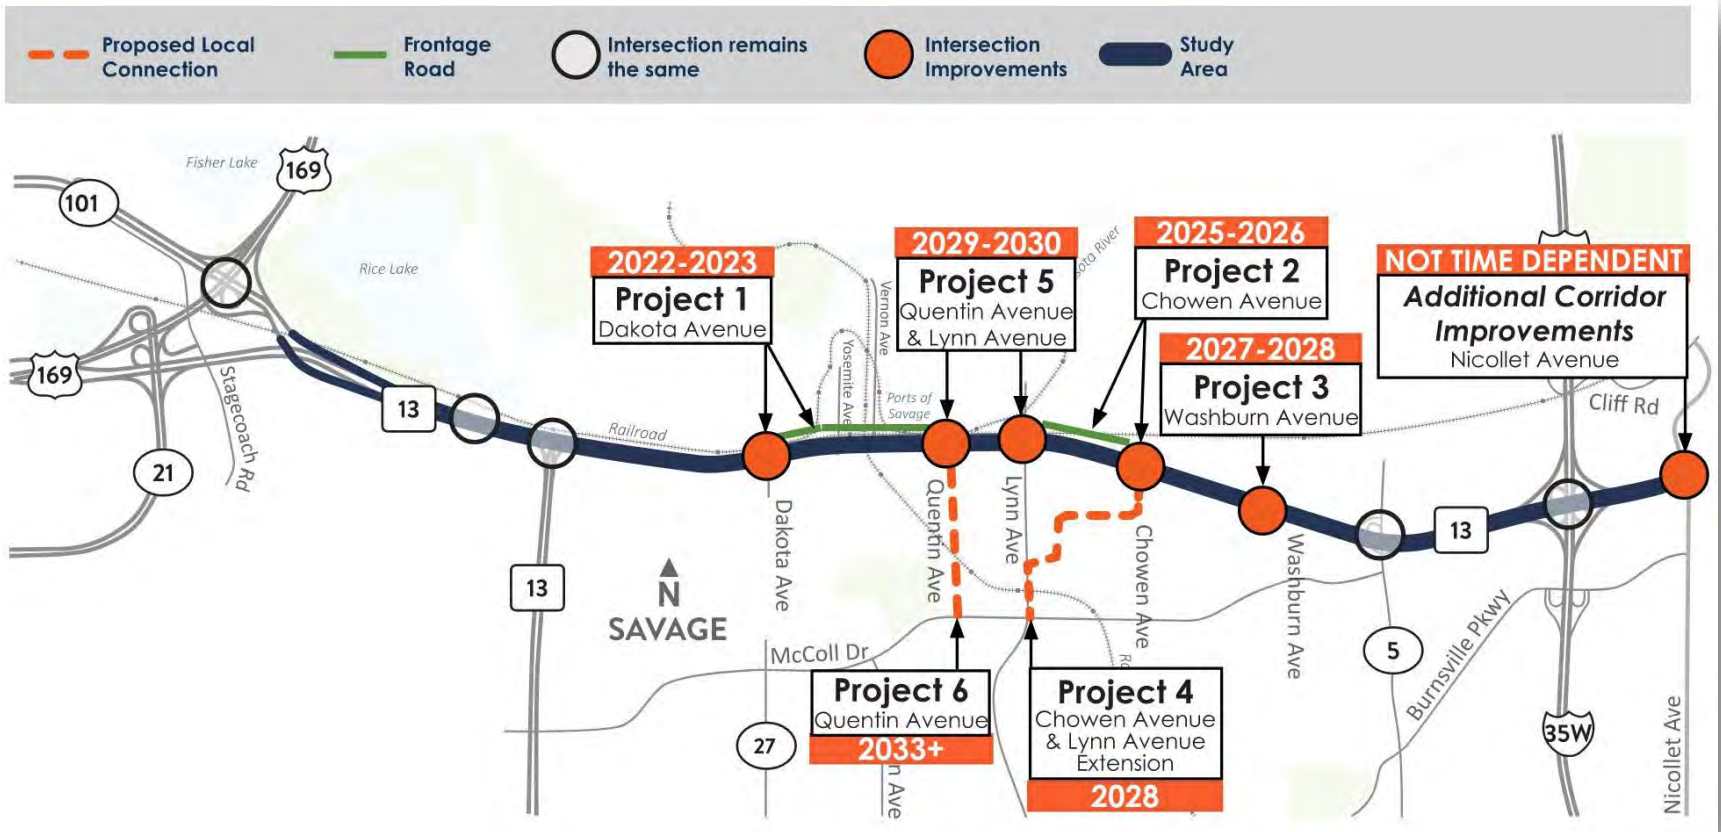 Proposed Local
Connection
Frontage
Road
Intersection remains
the same
Intersection
Improvements
Study
Area
Fisher Lake
169
101
Rice Lake
169
Stagecoach Rd
21
13
Railroad
13
2022-2023
Project 1
Dakota Avenue
Yosemite Ave
Vernon Ave
Ports of
Savage
2029-2030
Project 5
Quentin Avenue
& Lynn Avenue
sota River
2025-2026
Project 2
Chowen Avenue
2027-2028
Project 3
Washburn Avenue
NOT TIME DEPENDENT
Additional Corridor
Improvements
Nicollet Avenue
Cliff Rd
13
Dakota Ave
Quentin Ave
Lynn Ave
Chowen Ave
Washburn Ave
N
SAVAGE
McColl Dr
27
Project 6
Quentin Avenue
2033+
n Ave
Project 4
Chowen Avenue
& Lynn Avenue
Extension
2028
5
Burnsville Pkwy
35W
Nicollet Ave